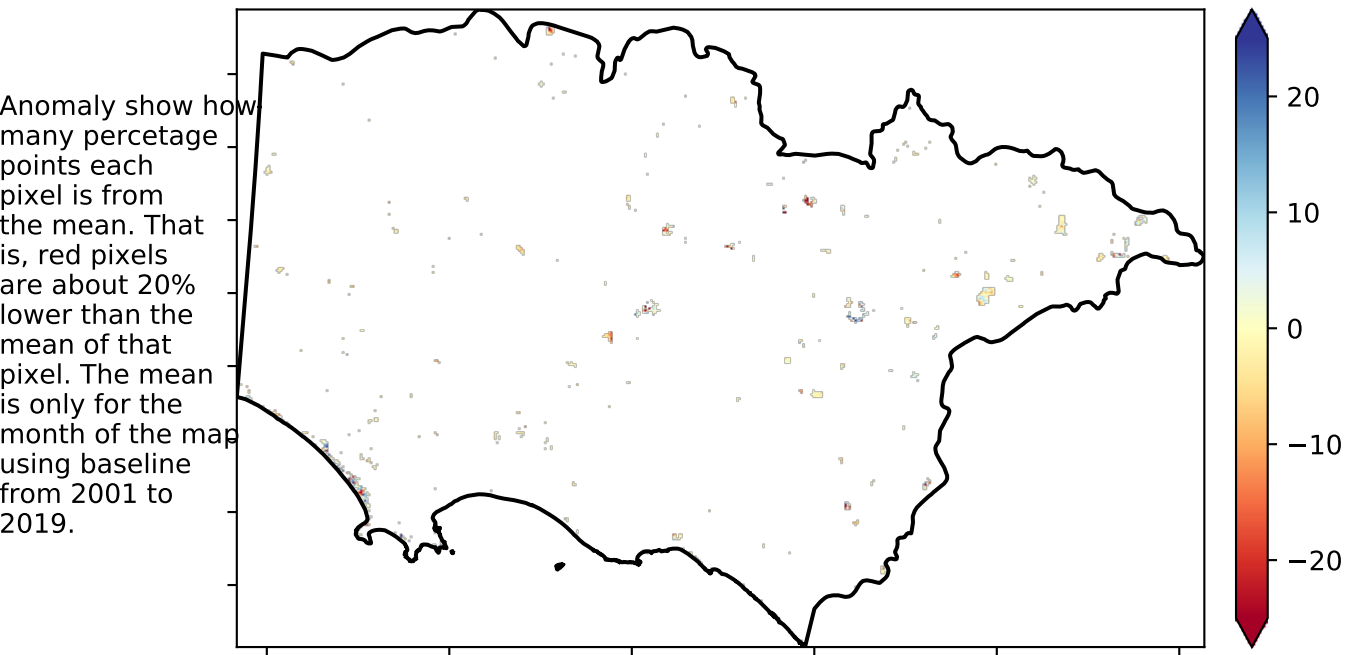 Anomaly show how
many percetage
points each
pixel is from
the mean. That
is, red pixels
are about 20%
lower than the
mean of that
pixel. The mean
is only for the
month of the map
using baseline
from 2001 to
2019.
20
10
0
−10
−20